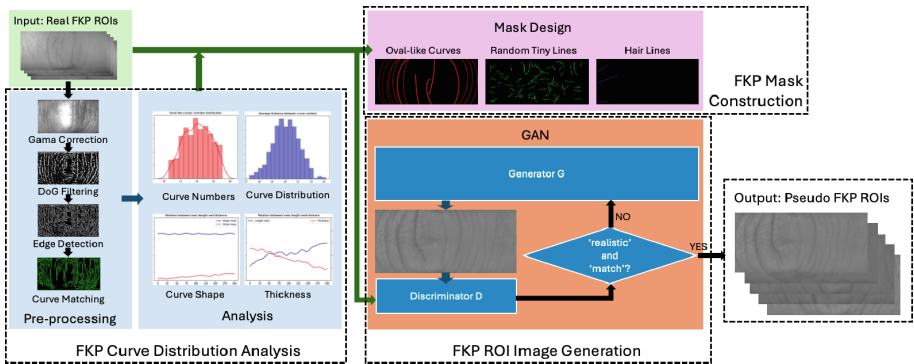 Input: Real FKP ROIs
Gama Correction
DoG Filtering
Edge Detection
Curve Matching
Pre-processing
Curve Numbers
Curve Distribution
Curve Shape
Thickness
Analysis
FKP Curve Distribution Analysis
Mask Design
Oval-like Curves
Random Tiny Lines
Hair Lines
FKP Mask
Construction
GAN
Generator G
NO
'realistic'
and
'match'?
YES
Discriminator D
FKP ROI Image Generation
Output: Pseudo FKP ROIs